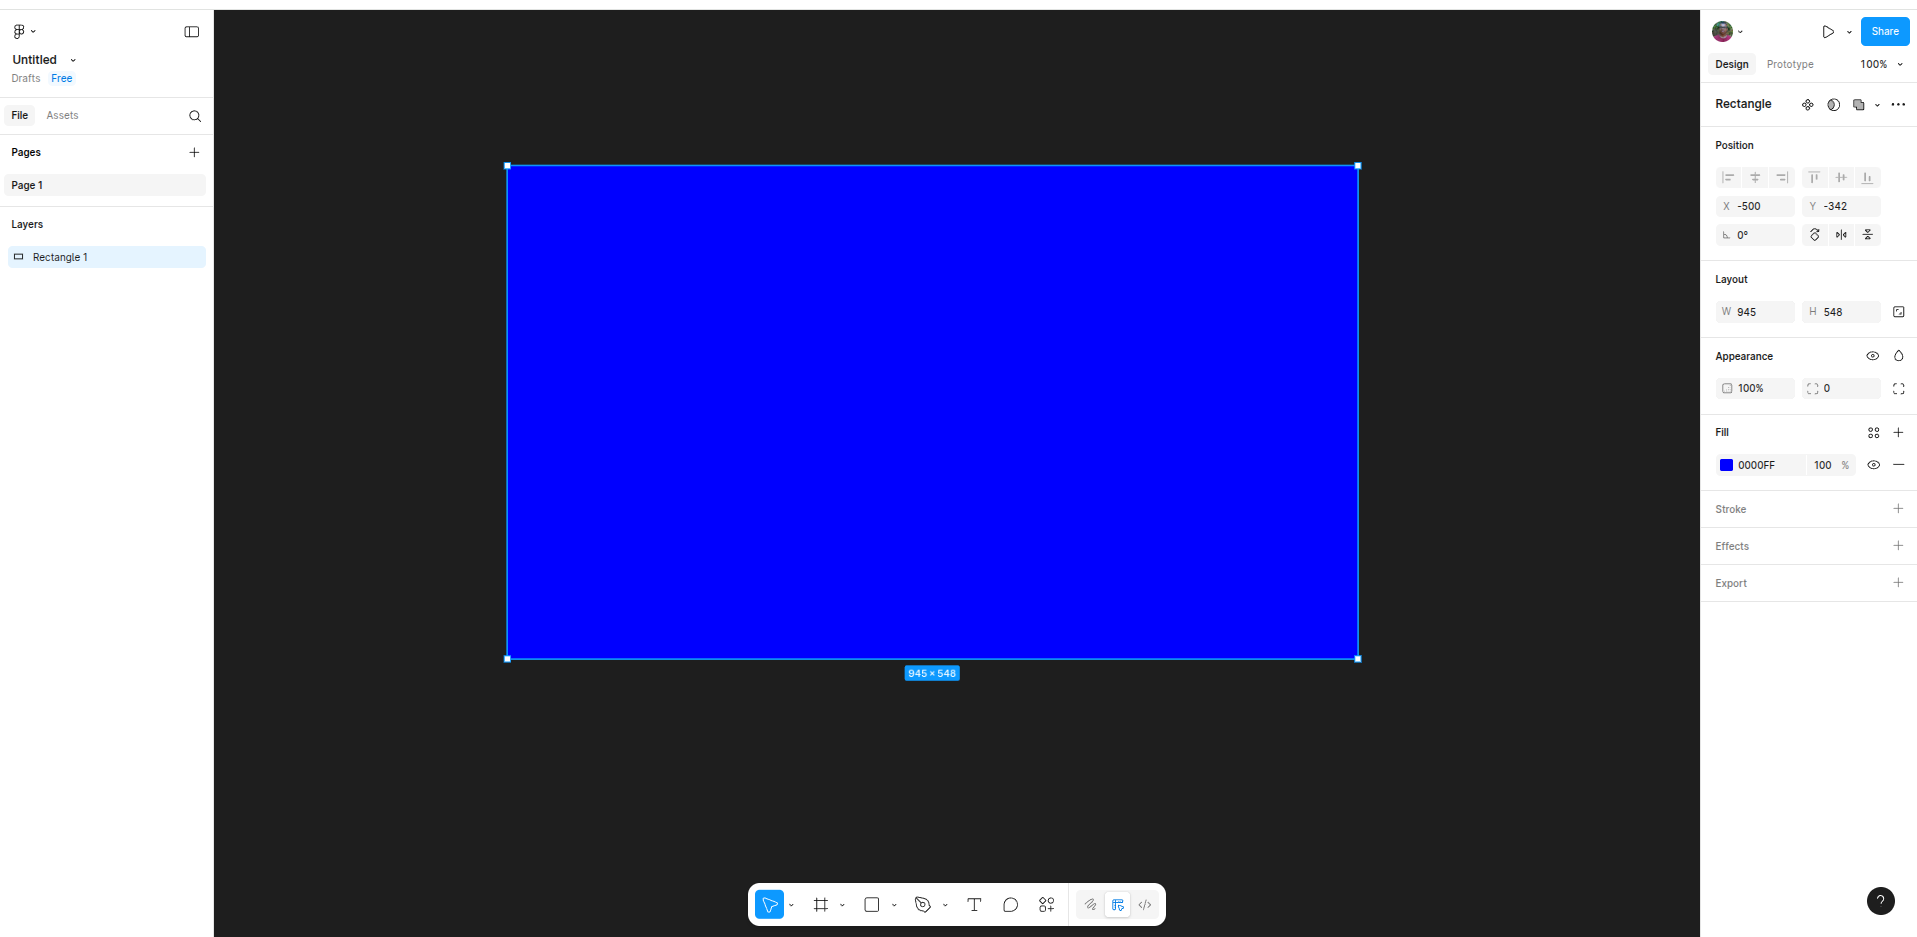 Untitled
Drafts Free
File Assets
Pages
Page 1
Layers
Rectangle 1
945 × 548
Share
Design Prototype 100%
Rectangle
Position
X -500 Y -342
0°
Layout
W 945 H 548
Appearance
100% 0
Fill
0000FF 100 %
Stroke
Effects
Export
?